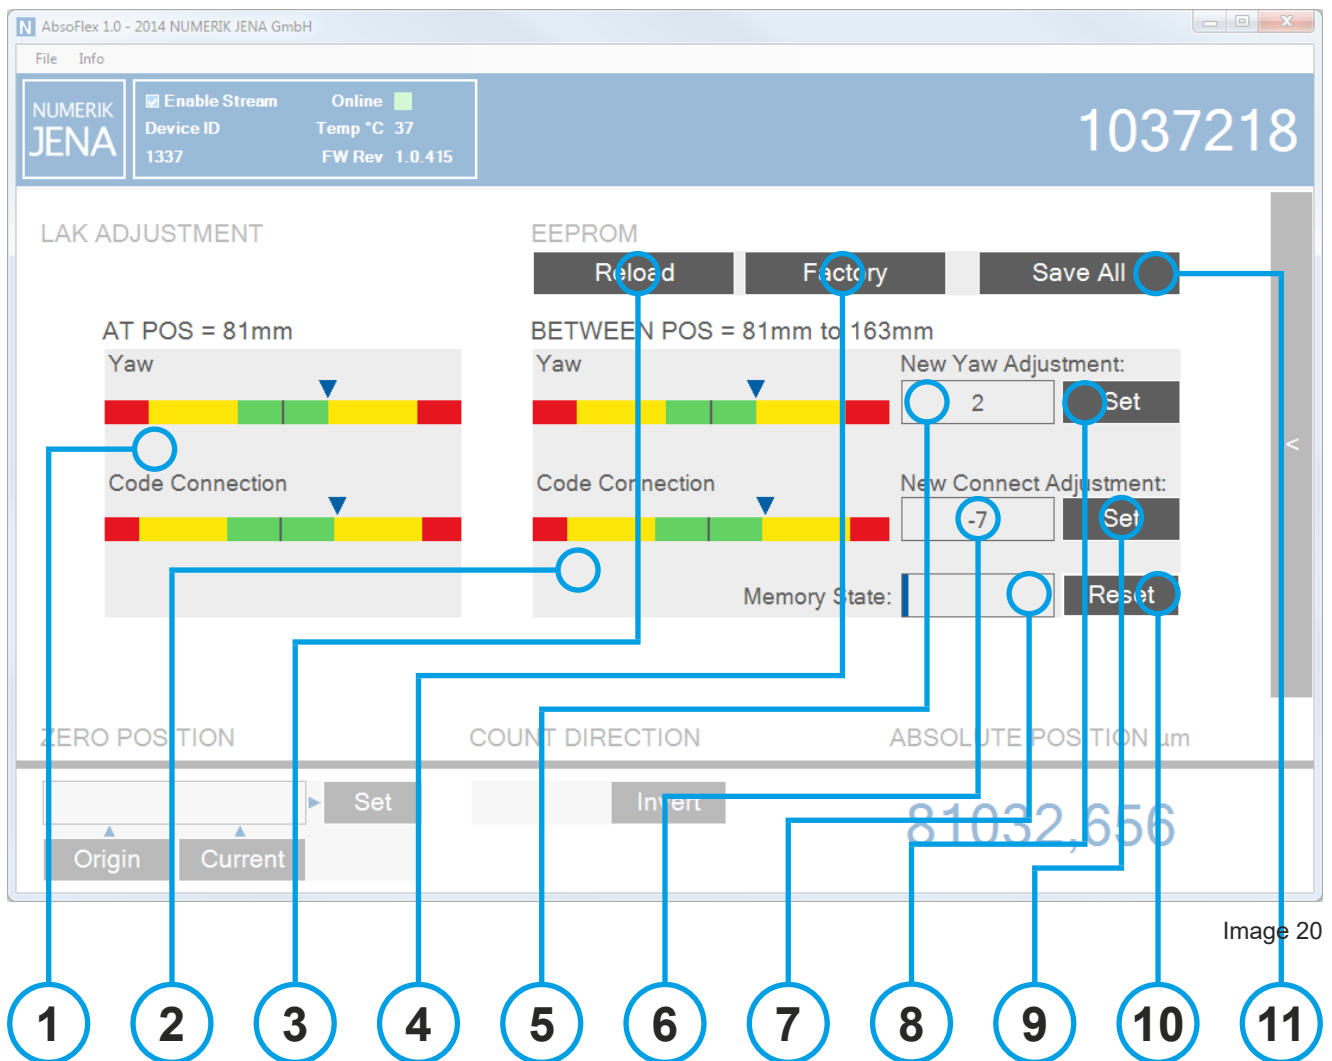 AbsoFlex 1.0 - 2014 NUMERIK JENA GmbH
File Info
NUMERIK
JENA
Enable Stream Online
Device ID Temp °C 37
1337 FW Rev 1.0.415
1037218
LAK ADJUSTMENT
EEPROM
Reload Factory Save All
AT POS = 81mm
BETWEEN POS = 81mm to 163mm
Yaw
Yaw
New Yaw Adjustment:
2 Set
<
Code Connection
Code Connection
New Connect Adjustment:
-7 Set
Memory State: Reset
ZERO POSITION COUNT DIRECTION ABSOLUTE POSITION µm
Set Invert
81032,656
Origin Current
Image 20
1 2 3 4 5 6 7 8 9 10 11